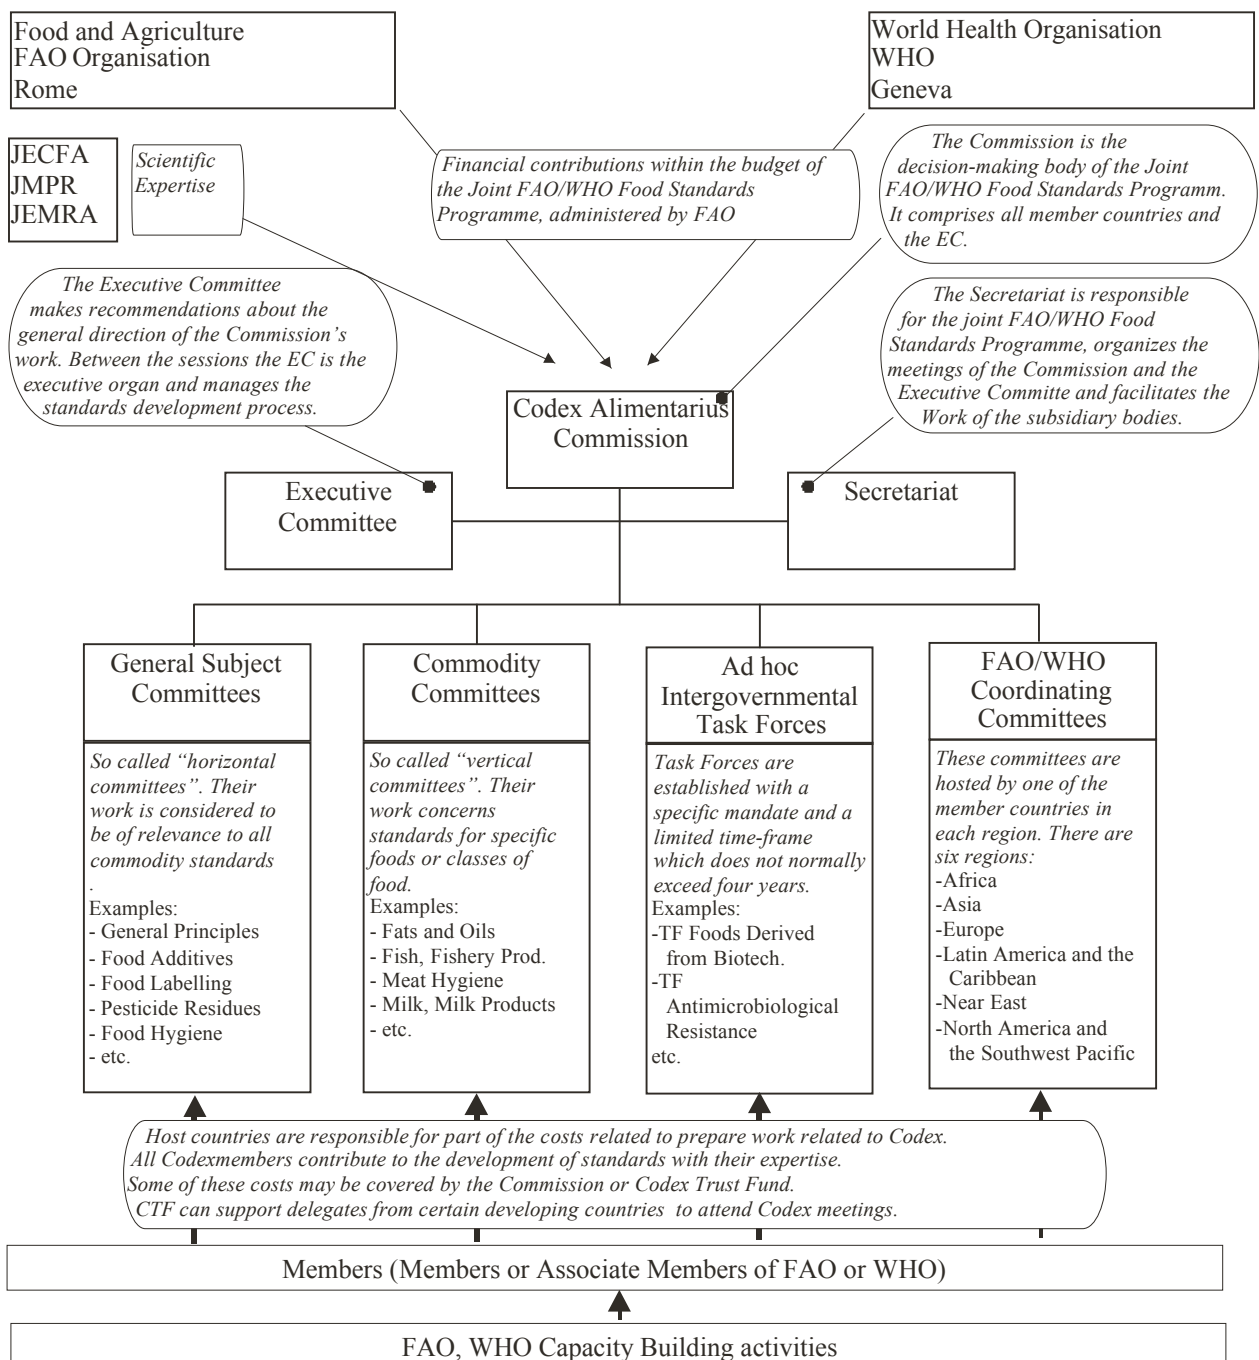 Food and Agriculture
FAO Organisation
Rome
World Health Organisation
WHO
Geneva
JECFA
JMPR
JEMRA
Scientific
Expertise
Financial contributions within the budget of
the Joint FAO/WHO Food Standards
Programme, administered by FAO
The Commission is the
decision-making body of the Joint
FAO/WHO Food Standards Programm.
It comprises all member countries and
the EC.
The Executive Committee
makes recommendations about the
general direction of the Commission's
work. Between the sessions the EC is the
executive organ and manages the
standards development process.
The Secretariat is responsible
for the joint FAO/WHO Food
Standards Programme, organizes the
meetings of the Commission and the
Executive Committe and facilitates the
Work of the subsidiary bodies.
Codex Alimentarius
Commission
Executive
Committee
Secretariat
General Subject
Committees
So called “horizontal
committees”. Their
work is considered to
be of relevance to all
commodity standards
.
Examples:
- General Principles
- Food Additives
- Food Labelling
- Pesticide Residues
- Food Hygiene
- etc.
Commodity
Committees
So called “vertical
committees”. Their
work concerns
standards for specific
foods or classes of
food.
Examples:
- Fats and Oils
- Fish, Fishery Prod.
- Meat Hygiene
- Milk, Milk Products
- etc.
Ad hoc
Intergovernmental
Task Forces
Task Forces are
established with a
specific mandate and a
limited time-frame
which does not normally
exceed four years.
Examples:
-TF Foods Derived
from Biotech.
-TF
Antimicrobiological
Resistance
etc.
FAO/WHO
Coordinating
Committees
These committees are
hosted by one of the
member countries in
each region. There are
six regions:
-Africa
-Asia
-Europe
-Latin America and the
Caribbean
-Near East
-North America and
the Southwest Pacific
Host countries are responsible for part of the costs related to prepare work related to Codex.
All Codexmembers contribute to the development of standards with their expertise.
Some of these costs may be covered by the Commission or Codex Trust Fund.
CTF can support delegates from certain developing countries to attend Codex meetings.
Members (Members or Associate Members of FAO or WHO)
FAO, WHO Capacity Building activities